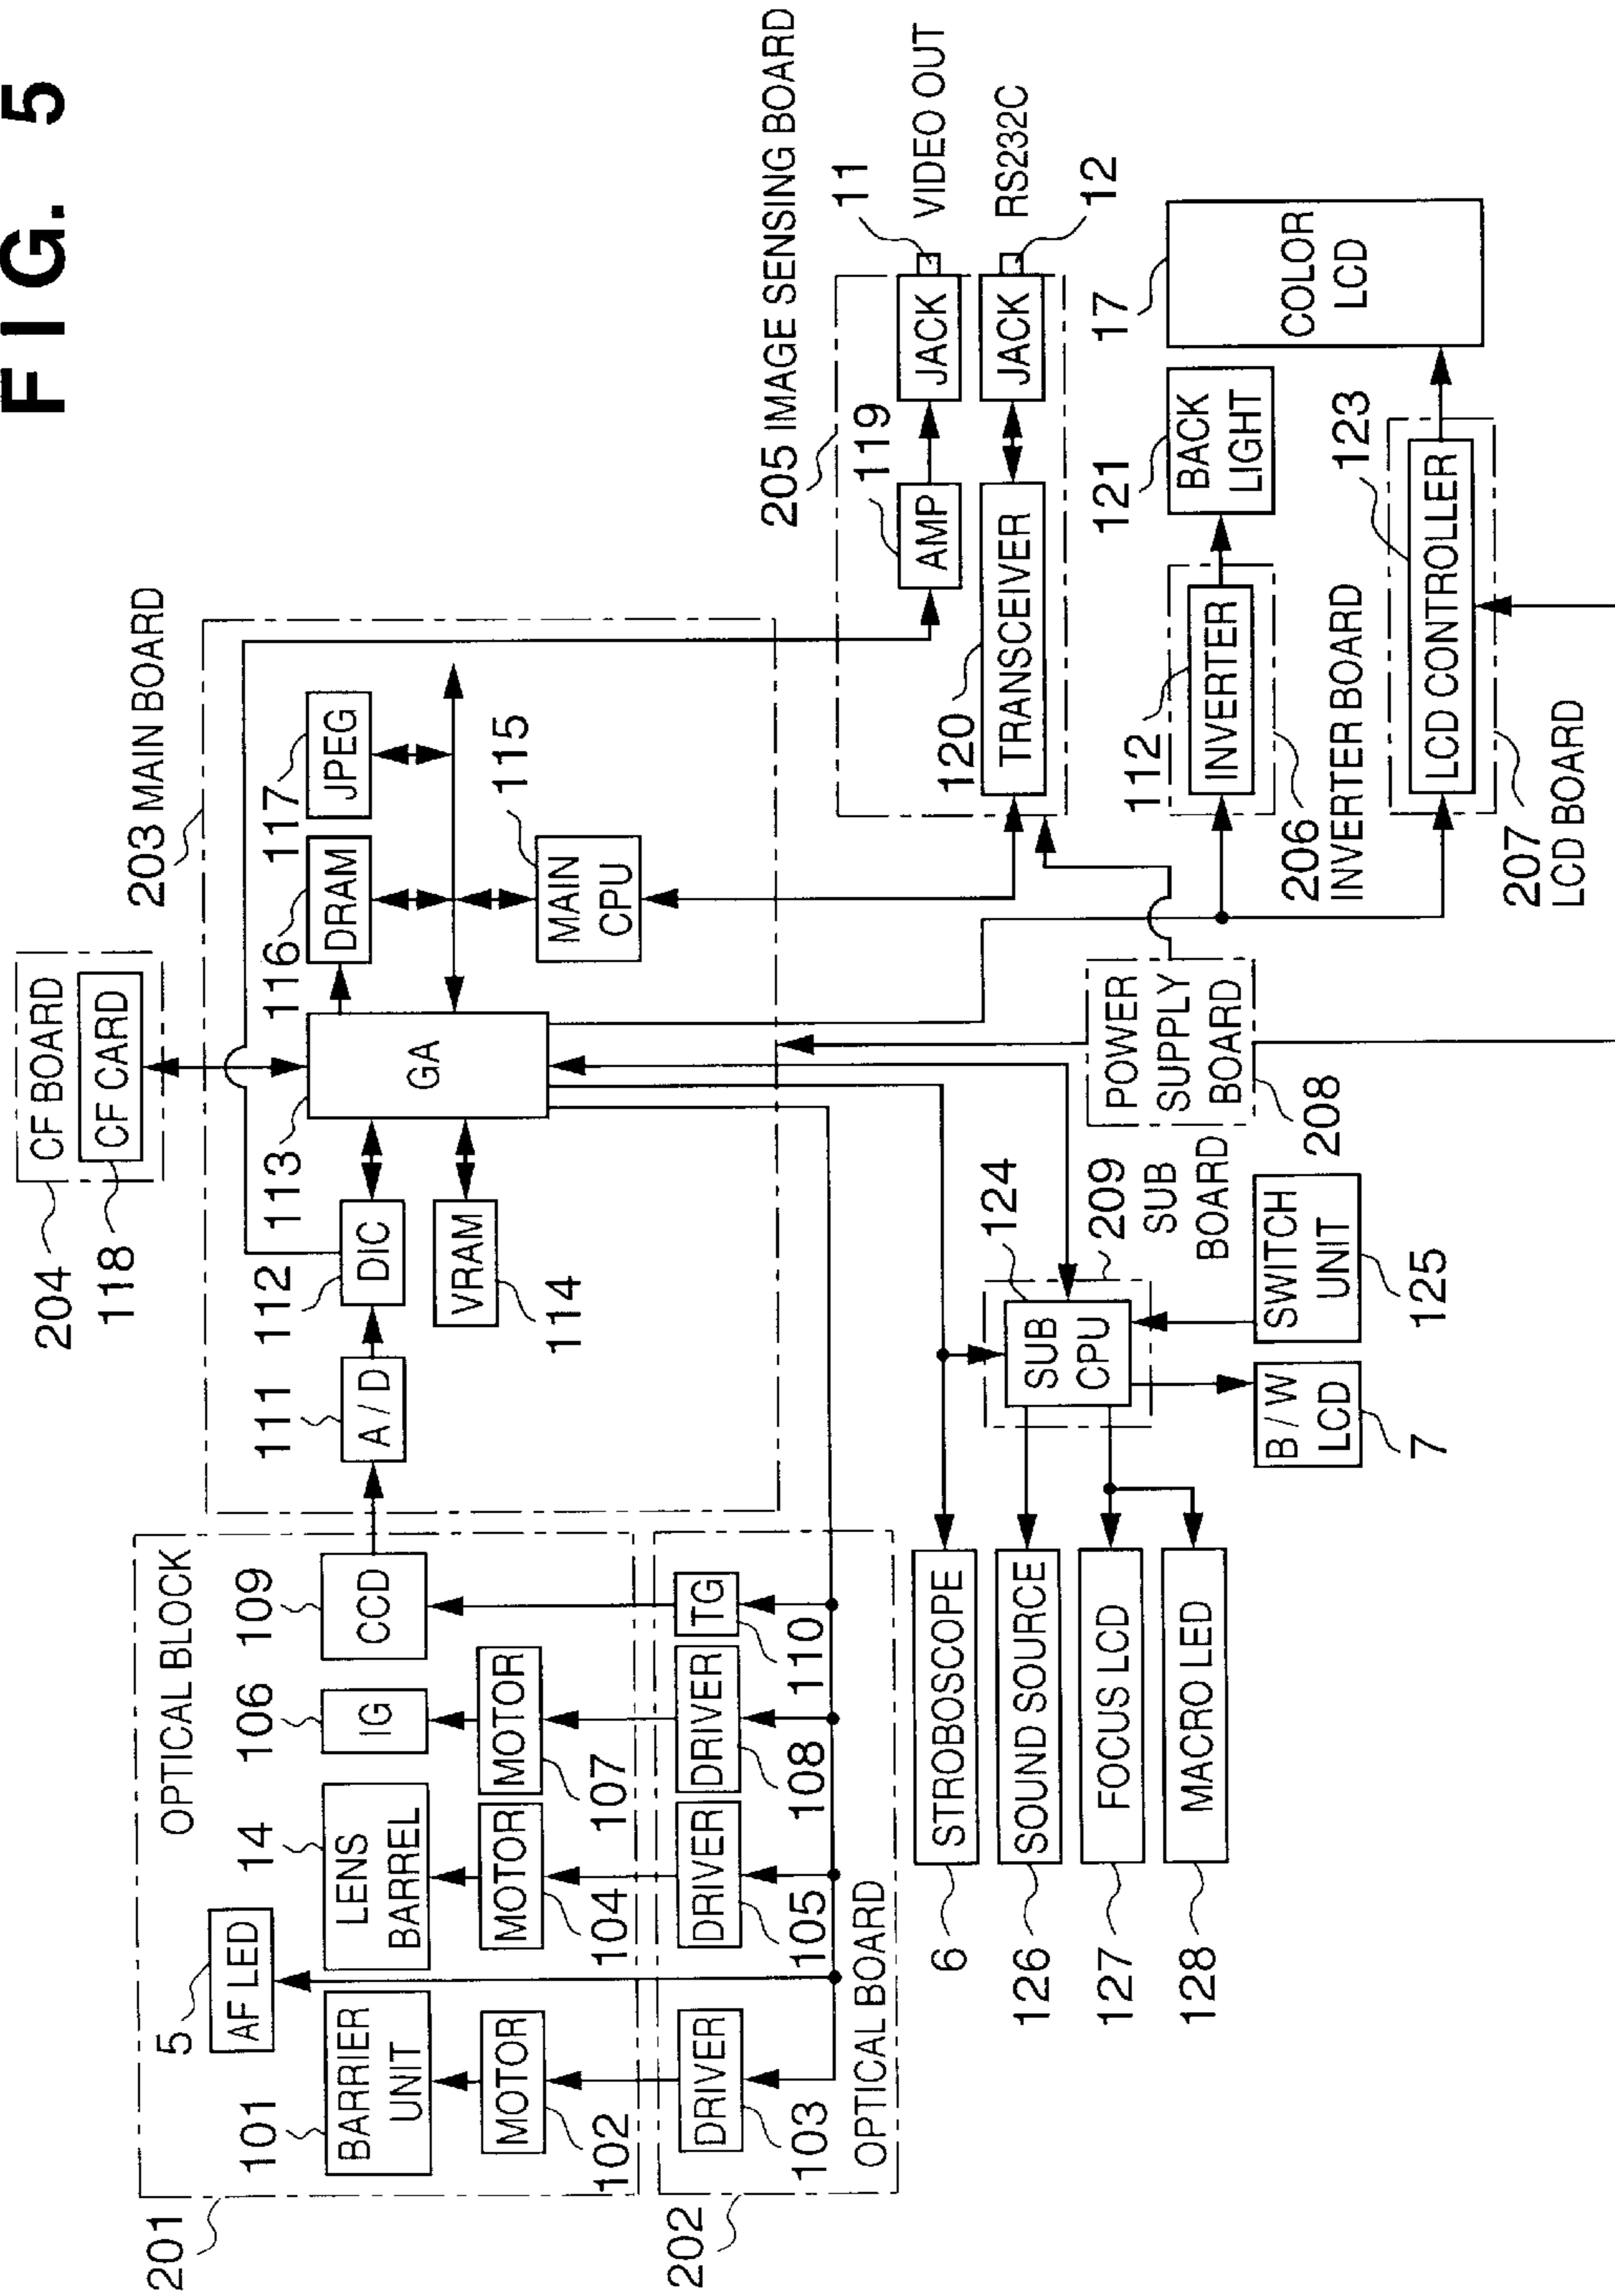 FIG. 5
204
CF BOARD
CF CARD
118
203 MAIN BOARD
113
GA
116
DRAM
117
JPEG
115
MAIN
CPU
111
A/D
112
DIC
VRAM
114
205 IMAGE SENSING BOARD
119
AMP
JACK
11
VIDEO OUT
120
TRANSCEIVER
JACK
12
RS232C
201
OPTICAL BLOCK
5
AF LED
101
BARRIER
UNIT
14
LENS
BARREL
106
IG
109
CCD
MOTOR
102
MOTOR
104
MOTOR
107
202
DRIVER
103
DRIVER
105
DRIVER
108
TG
110
OPTICAL BOARD
STROBOSCOPE
6
SOUND SOURCE
126
FOCUS LCD
127
MACRO LED
128
124
SUB
CPU
209
SUB
BOARD
B/W
LCD
7
SWITCH
UNIT
125
POWER
SUPPLY
BOARD
208
112
INVERTER
206
INVERTER BOARD
121
BACK
LIGHT
17
COLOR
LCD
123
LCD CONTROLLER
207
LCD BOARD